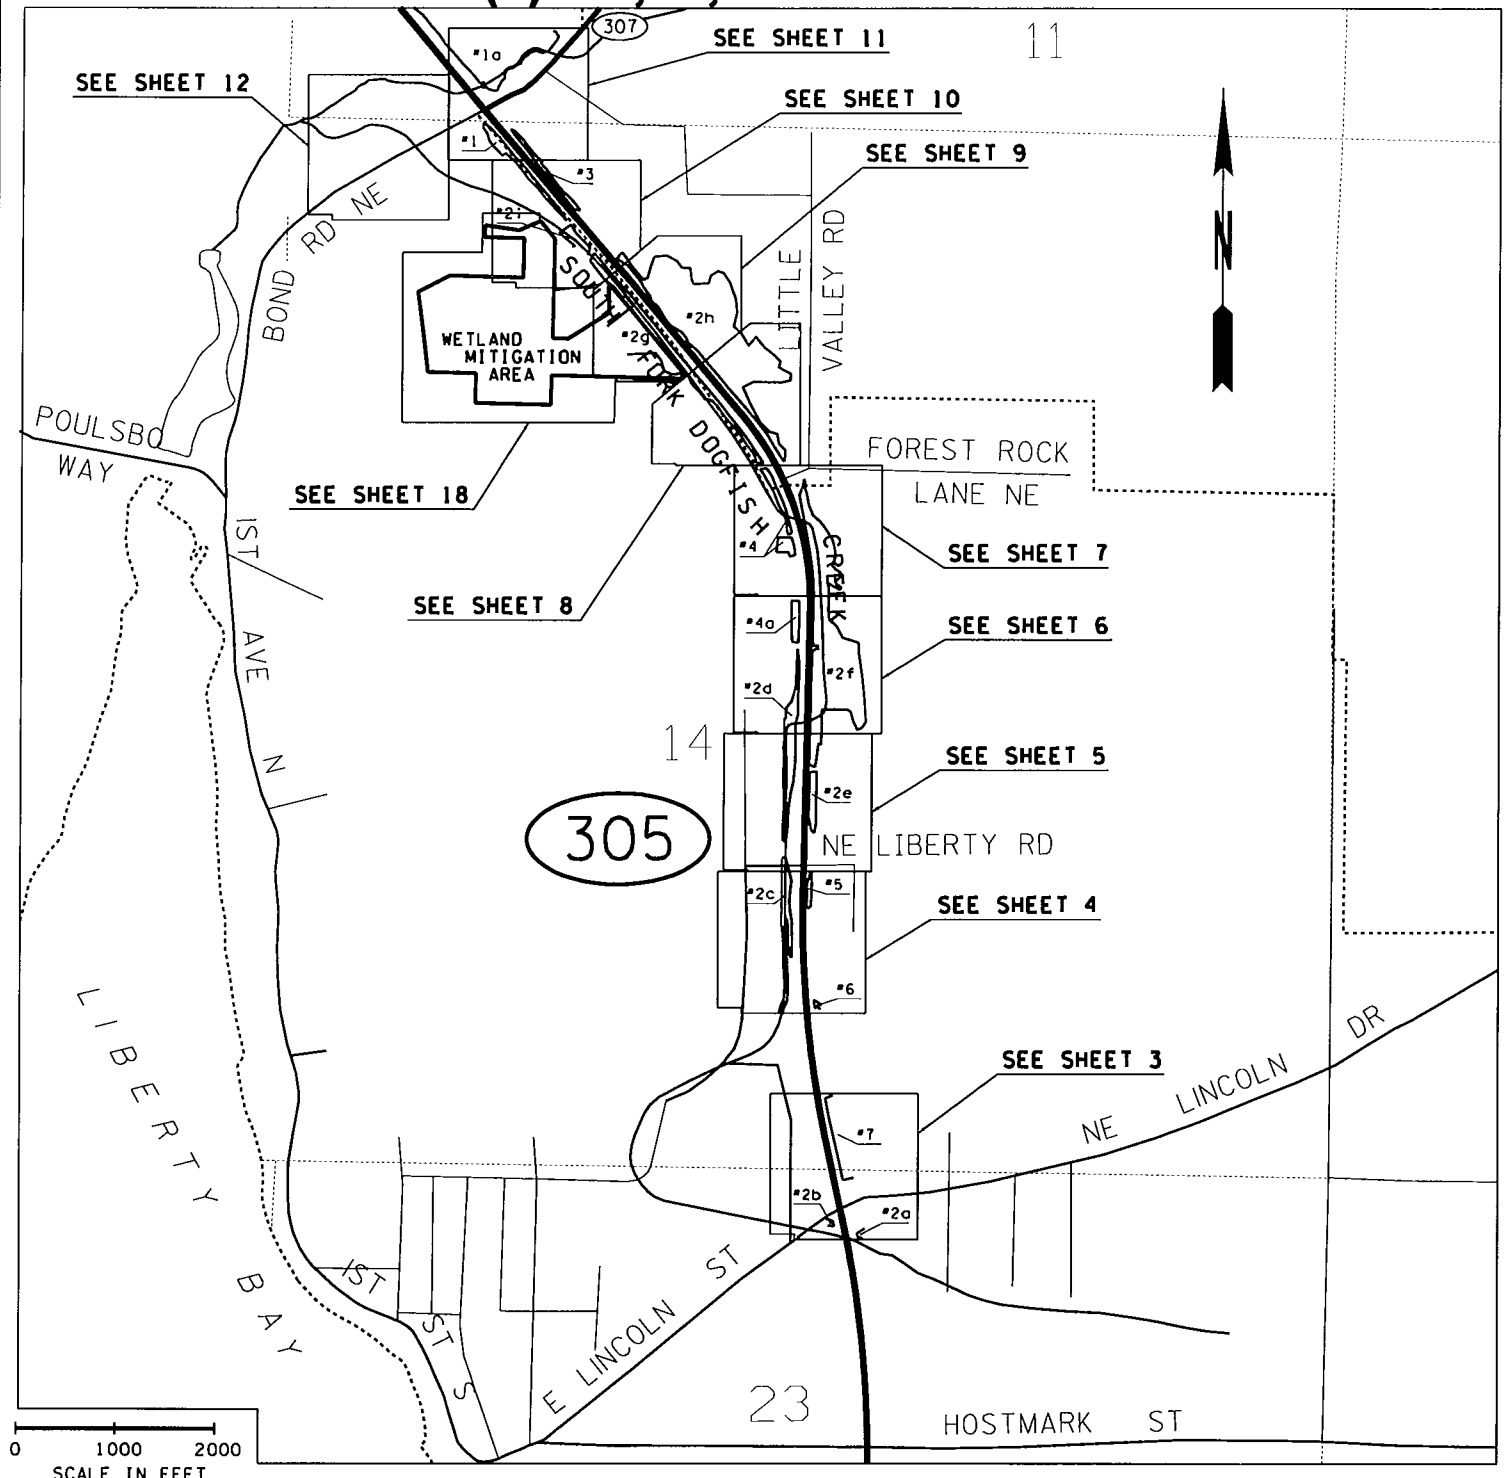 307
11
SEE SHEET 11
#1a
SEE SHEET 12
SEE SHEET 10
#1
SEE SHEET 9
#3
BOND RD NE
#2i
N
LITTLE
VALLEY RD
SOUTH FORK DOGFISH CREEK
#2h
#2g
WETLAND
MITIGATION
AREA
POULSBO
WAY
FOREST ROCK
LANE NE
SEE SHEET 18
#4
SEE SHEET 7
SEE SHEET 8
1ST AVE N
#4a
SEE SHEET 6
#2f
#2d
14
SEE SHEET 5
#2e
305
NE LIBERTY RD
#2c
#5
SEE SHEET 4
#6
LIBERTY BAY
SEE SHEET 3
NE LINCOLN DR
#7
#2b
#2a
1ST ST S
E LINCOLN ST
23
HOSTMARK ST
0 1000 2000
SCALE IN FEET